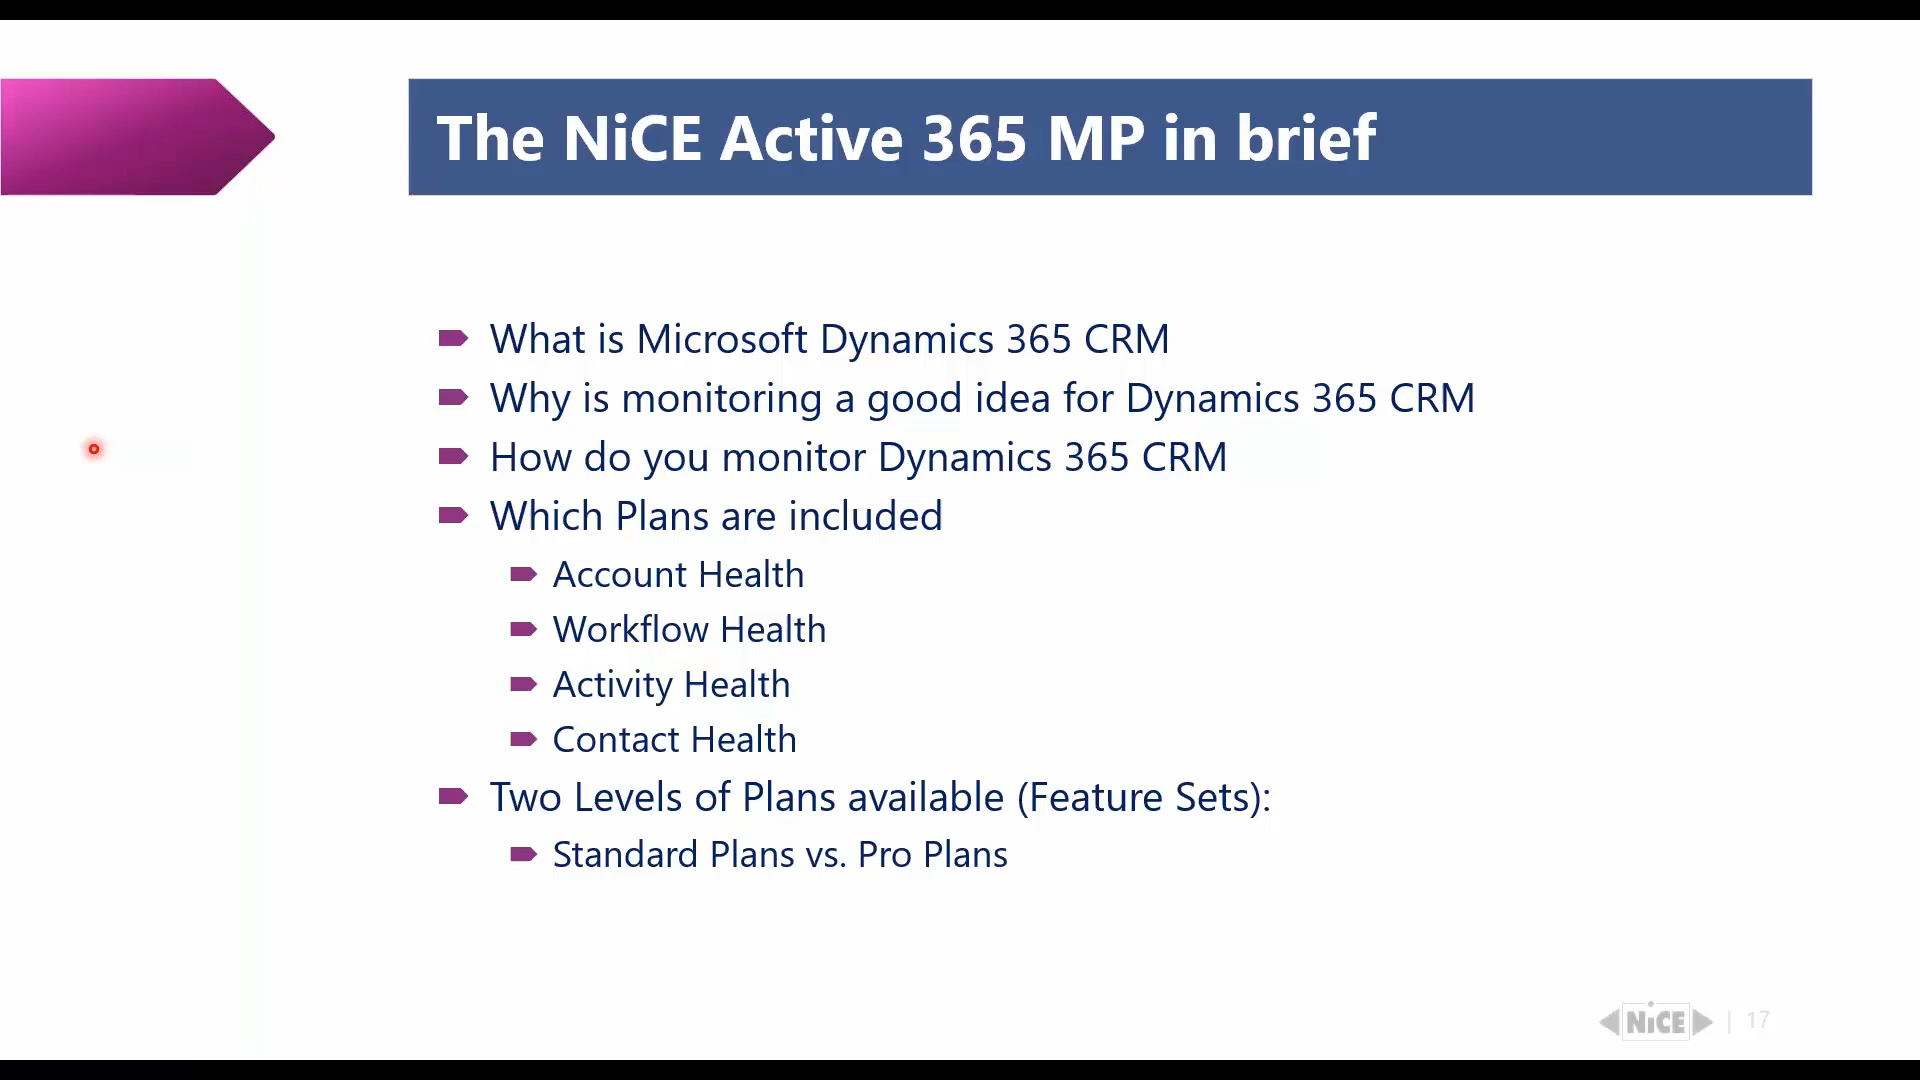 The NiCE Active 365 MP in brief
What is Microsoft Dynamics 365 CRM
Why is monitoring a good idea for Dynamics 365 CRM
How do you monitor Dynamics 365 CRM
Which Plans are included
Account Health
Workflow Health
Activity Health
Contact Health
Two Levels of Plans available (Feature Sets):
Standard Plans vs. Pro Plans
NiCE | 17